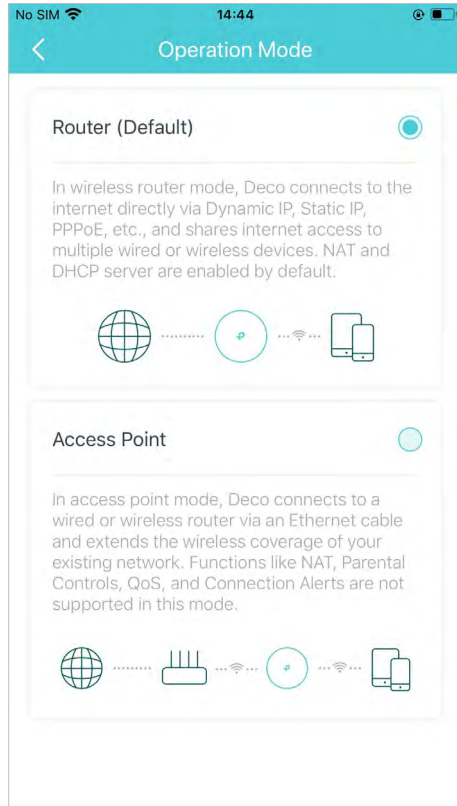 No SIM 14:44
Operation Mode
Router (Default)
In wireless router mode, Deco connects to the
internet directly via Dynamic IP, Static IP,
PPPoE, etc., and shares internet access to
multiple wired or wireless devices. NAT and
DHCP server are enabled by default.
Access Point
In access point mode, Deco connects to a
wired or wireless router via an Ethernet cable
and extends the wireless coverage of your
existing network. Functions like NAT, Parental
Controls, QoS, and Connection Alerts are not
supported in this mode.